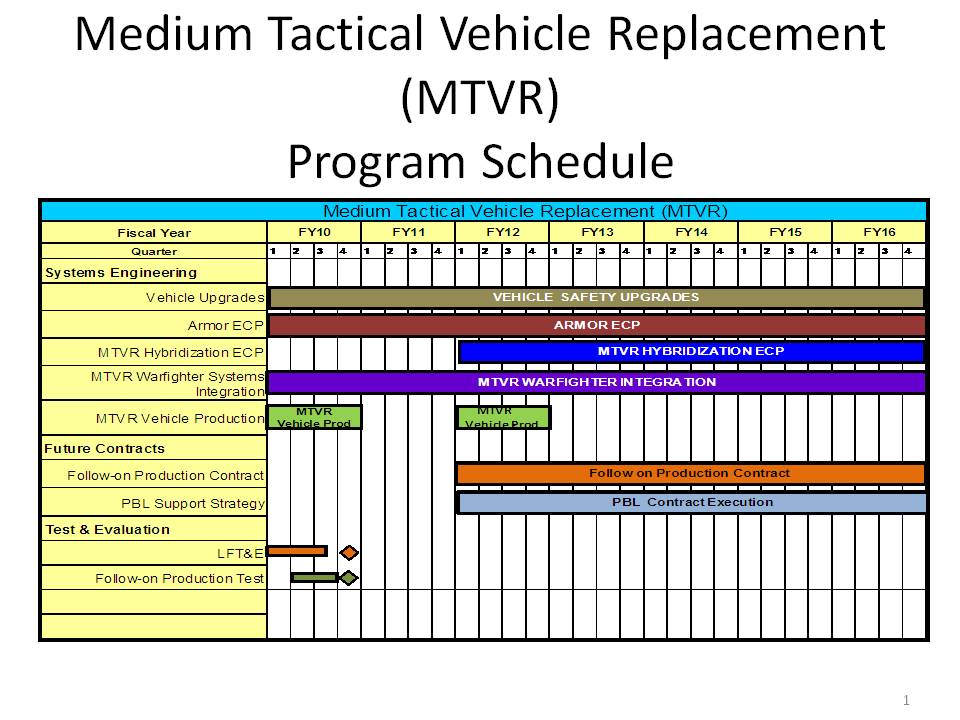 Medium Tactical Vehicle Replacement
(MTVR)
Program Schedule
Medium Tactical Vehicle Replacement (MTVR)
Fiscal Year FY10 FY11 FY12 FY13 FY14 FY15 FY16
Quarter 1 2 3 4 1 2 3 4 1 2 3 4 1 2 3 4 1 2 3 4 1 2 3 4 1 2 3 4
Systems Engineering
Vehicle Upgrades VEHICLE SAFETY UPGRADES
Armor ECP ARMOR ECP
MTVR Hybridization ECP MTVR HYBRIDIZATION ECP
MTVR Warfighter Systems
Integration MTVR WARFIGHTER INTEGRATION
MTVR Vehicle Production
MTVR
Vehicle Prod
MTVR
Vehicle Prod
Future Contracts
Follow-on Production Contract Follow on Production Contract
PBL Support Strategy PBL Contract Execution
Test & Evaluation
LFT&E
Follow-on Production Test
1